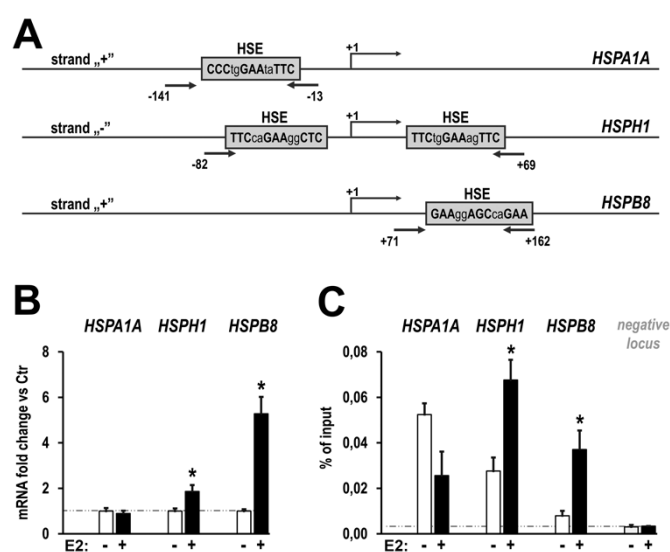 A
strand „+” HSE +1 HSPA1A
CCCtgGAAtaTTC
-141 -13
strand „-” HSE +1 HSE HSPH1
TTCcaGAAggCTC TTCtgGAAagTTC
-82 +69
strand „+” +1 HSE HSPB8
GAAggAGCcaGAA
+71 +162
B
HSPA1A HSPH1 HSPB8
mRNA fold change vs Ctr
8
6
4
2
0
* *
E2: - + - + - +
C
HSPA1A HSPH1 HSPB8 negative
locus
% of input
0,08
0,06
0,04
0,02
0,00
* *
- + - + - + - +